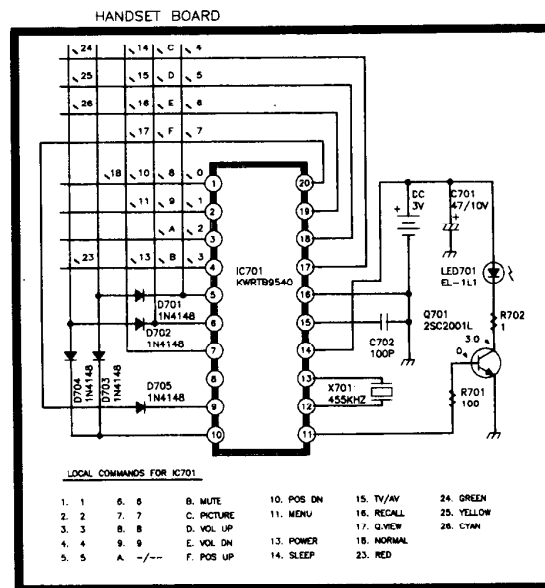 HANDSET BOARD
24 14 C 4
25 15 D 5
26 16 E 6
17 F 7
18 10 8 0
11 9 1
A 2
23 13 B 3
1 2 3 4 5 6 7 8 9 10
20 19 18 17 16 15 14 13 12 11
IC701
KWRTB9540
D701
1N4148
D702
1N4148
D704
1N4148
D703
1N4148
D705
1N4148
DC
3V
+
C701
47/10V
+
LED701
EL-1L1
R702
1
Q701
2SC2001L
3.0
0
C702
100P
X701
455KHZ
R701
100
LOCAL COMMANDS FOR IC701
1. 1 6. 6 B. MUTE 10. POS DN 15. TV/AV 24. GREEN
2. 2 7. 7 C. PICTURE 11. MENU 16. RECALL 25. YELLOW
3. 3 8. 8 D. VOL UP 17. Q.VIEW 26. CYAN
4. 4 9. 9 E. VOL DN 13. POWER 18. NORMAL
5. 5 A. -/-- F. POS UP 14. SLEEP 23. RED